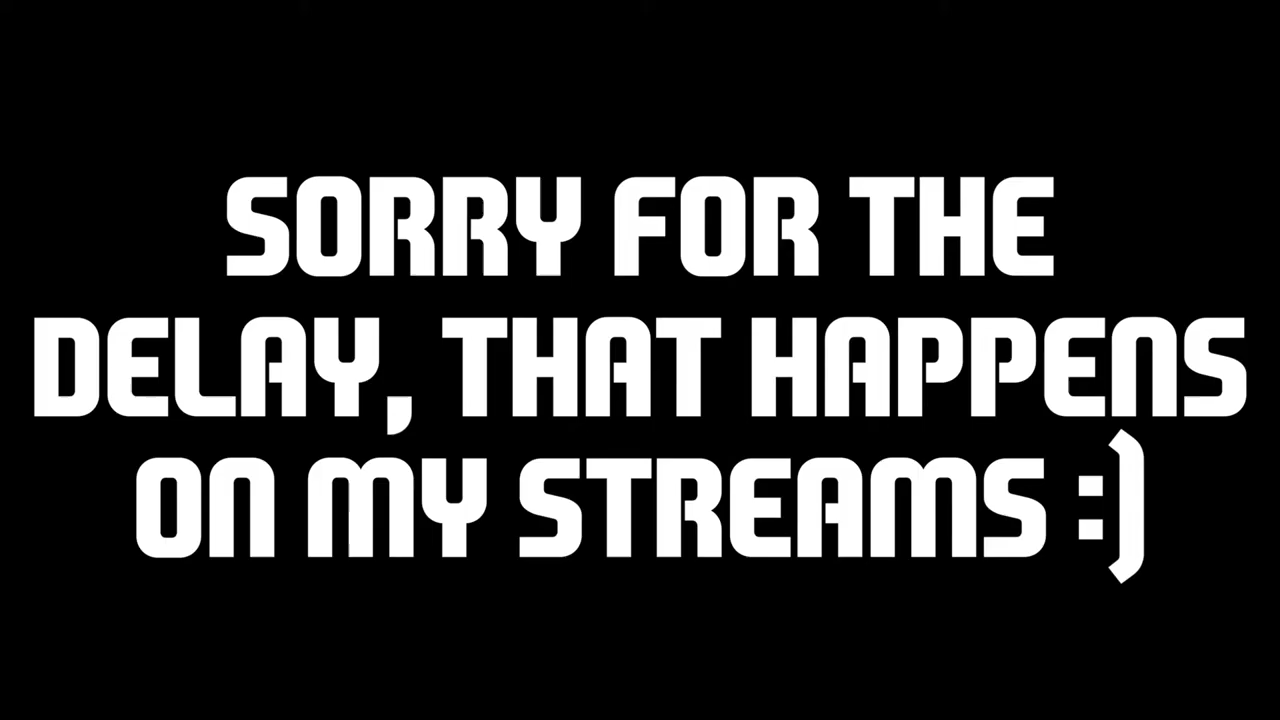 SORRY FOR THE
DELAY, THAT HAPPENS
ON MY STREAMS :)